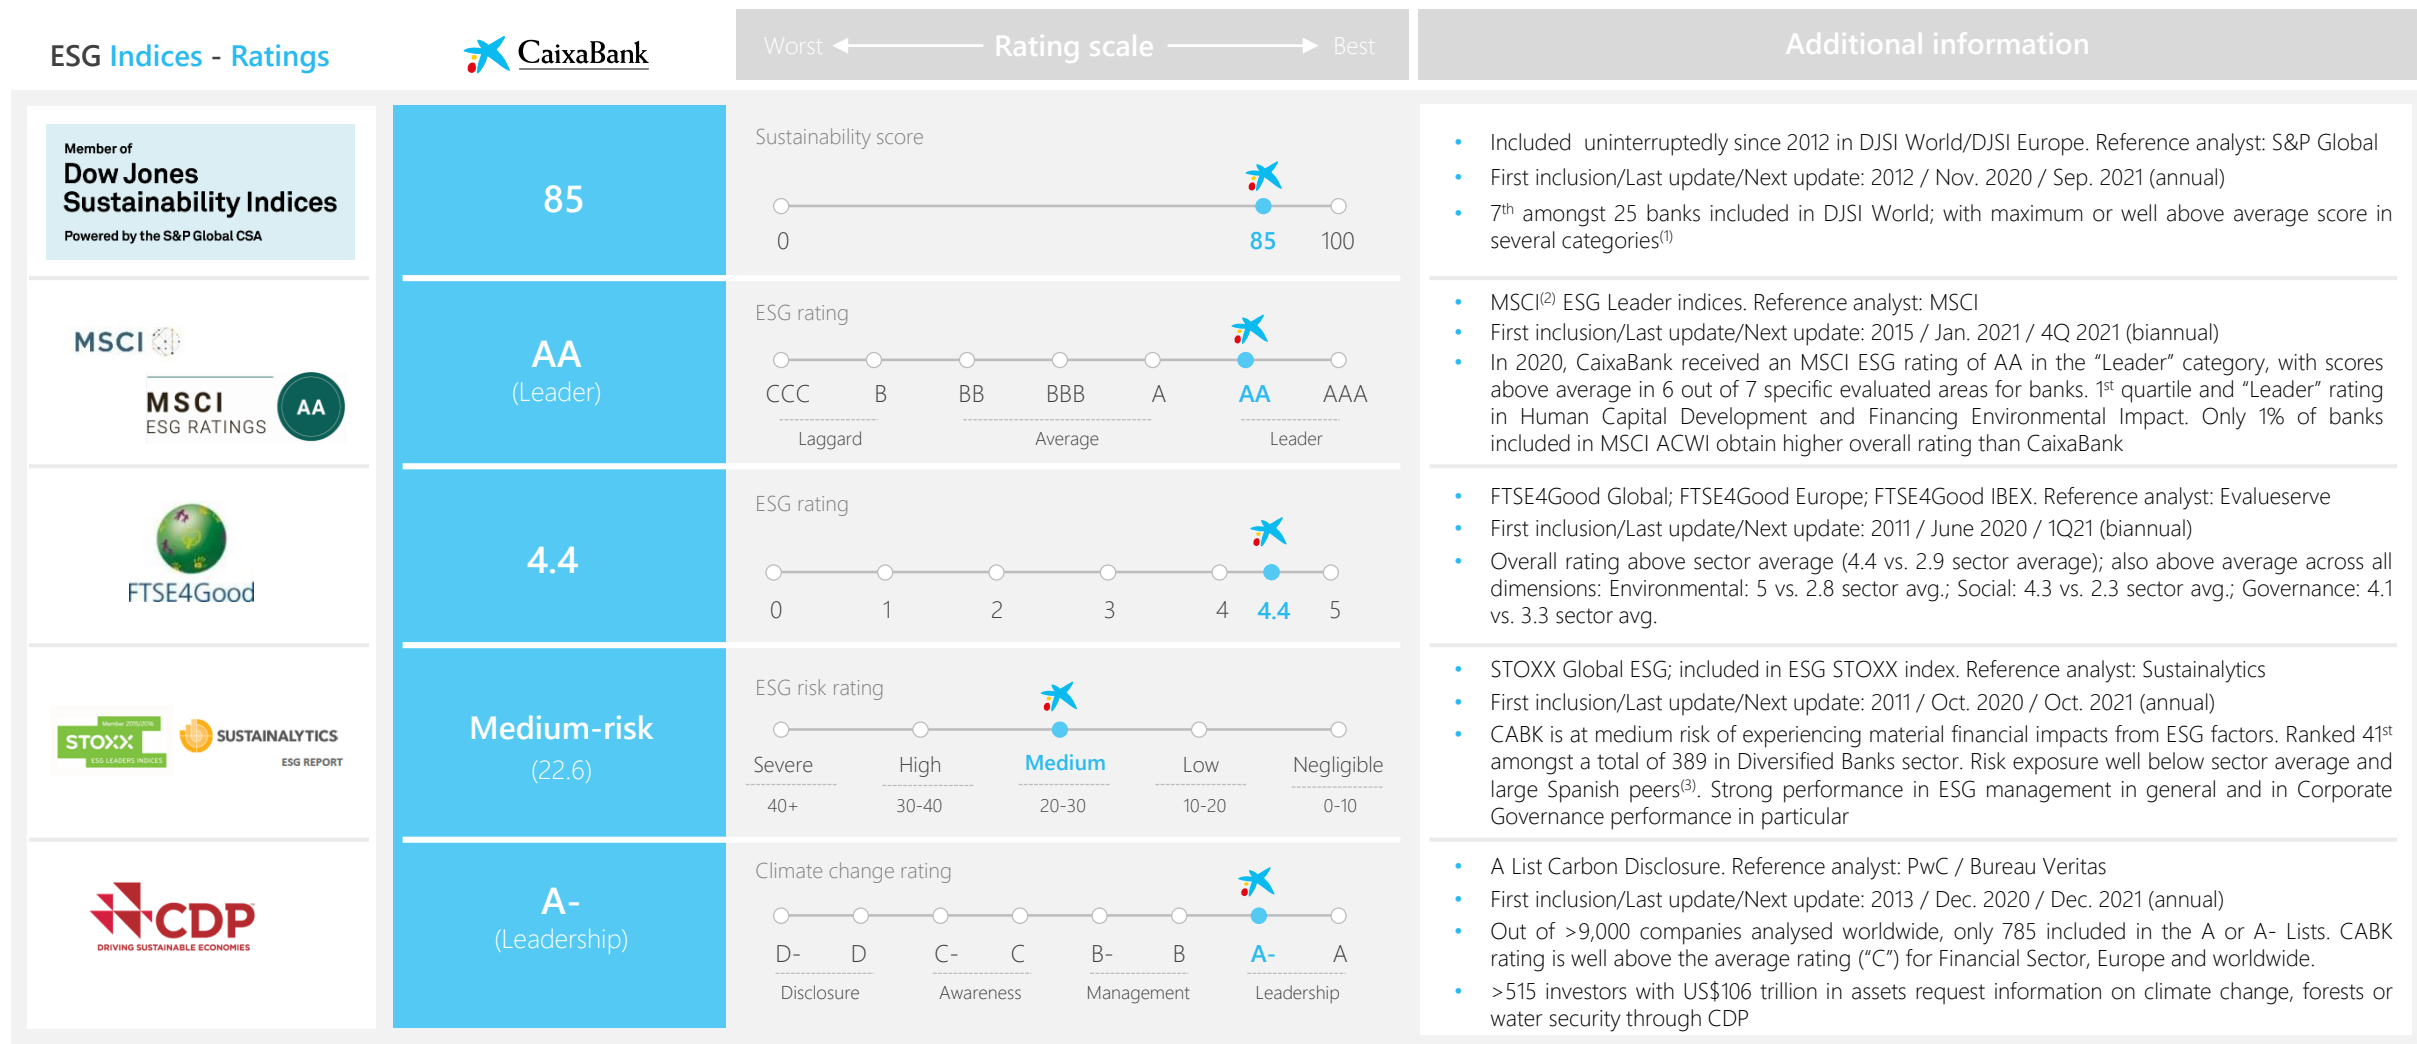 ESG Indices - Ratings
CaixaBank
Worst
Rating scale
Best
Additional information
Member of
Dow Jones
Sustainability Indices
Powered by the S&P Global CSA
85
Sustainability score
0
85
100
• Included uninterruptedly since 2012 in DJSI World/DJSI Europe. Reference analyst: S&P Global
• First inclusion/Last update/Next update: 2012 / Nov. 2020 / Sep. 2021 (annual)
• 7th amongst 25 banks included in DJSI World; with maximum or well above average score in
several categories(1)
MSCI
MSCI
ESG RATINGS
AA
AA
(Leader)
ESG rating
CCC B BB BBB A AA AAA
Laggard Average Leader
• MSCI(2) ESG Leader indices. Reference analyst: MSCI
• First inclusion/Last update/Next update: 2015 / Jan. 2021 / 4Q 2021 (biannual)
• In 2020, CaixaBank received an MSCI ESG rating of AA in the “Leader” category, with scores
above average in 6 out of 7 specific evaluated areas for banks. 1st quartile and “Leader” rating
in Human Capital Development and Financing Environmental Impact. Only 1% of banks
included in MSCI ACWI obtain higher overall rating than CaixaBank
FTSE4Good
4.4
ESG rating
0 1 2 3 4 4.4 5
• FTSE4Good Global; FTSE4Good Europe; FTSE4Good IBEX. Reference analyst: Evalueserve
• First inclusion/Last update/Next update: 2011 / June 2020 / 1Q21 (biannual)
• Overall rating above sector average (4.4 vs. 2.9 sector average); also above average across all
dimensions: Environmental: 5 vs. 2.8 sector avg.; Social: 4.3 vs. 2.3 sector avg.; Governance: 4.1
vs. 3.3 sector avg.
Member 2015/2016
STOXX
ESG LEADERS INDICES
SUSTAINALYTICS
ESG REPORT
Medium-risk
(22.6)
ESG risk rating
Severe High Medium Low Negligible
40+ 30-40 20-30 10-20 0-10
• STOXX Global ESG; included in ESG STOXX index. Reference analyst: Sustainalytics
• First inclusion/Last update/Next update: 2011 / Oct. 2020 / Oct. 2021 (annual)
• CABK is at medium risk of experiencing material financial impacts from ESG factors. Ranked 41st
amongst a total of 389 in Diversified Banks sector. Risk exposure well below sector average and
large Spanish peers(3). Strong performance in ESG management in general and in Corporate
Governance performance in particular
CDP
DRIVING SUSTAINABLE ECONOMIES
A-
(Leadership)
Climate change rating
D- D C- C B- B A- A
Disclosure Awareness Management Leadership
• A List Carbon Disclosure. Reference analyst: PwC / Bureau Veritas
• First inclusion/Last update/Next update: 2013 / Dec. 2020 / Dec. 2021 (annual)
• Out of >9,000 companies analysed worldwide, only 785 included in the A or A- Lists. CABK
rating is well above the average rating (“C”) for Financial Sector, Europe and worldwide.
• >515 investors with US$106 trillion in assets request information on climate change, forests or
water security through CDP